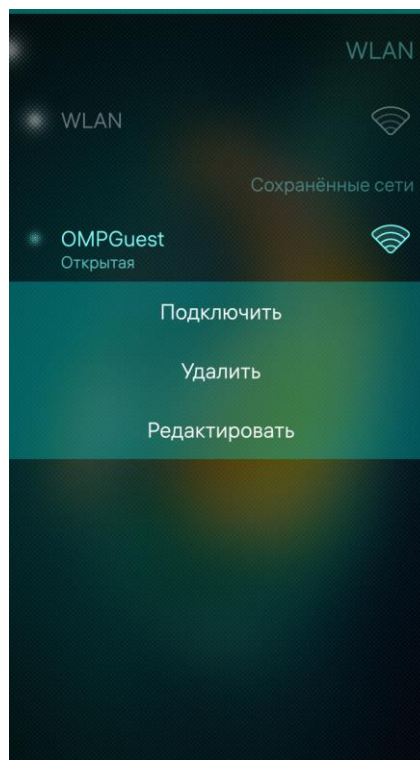 WLAN
WLAN
Сохранённые сети
OMPGuest
Открытая
Подключить
Удалить
Редактировать